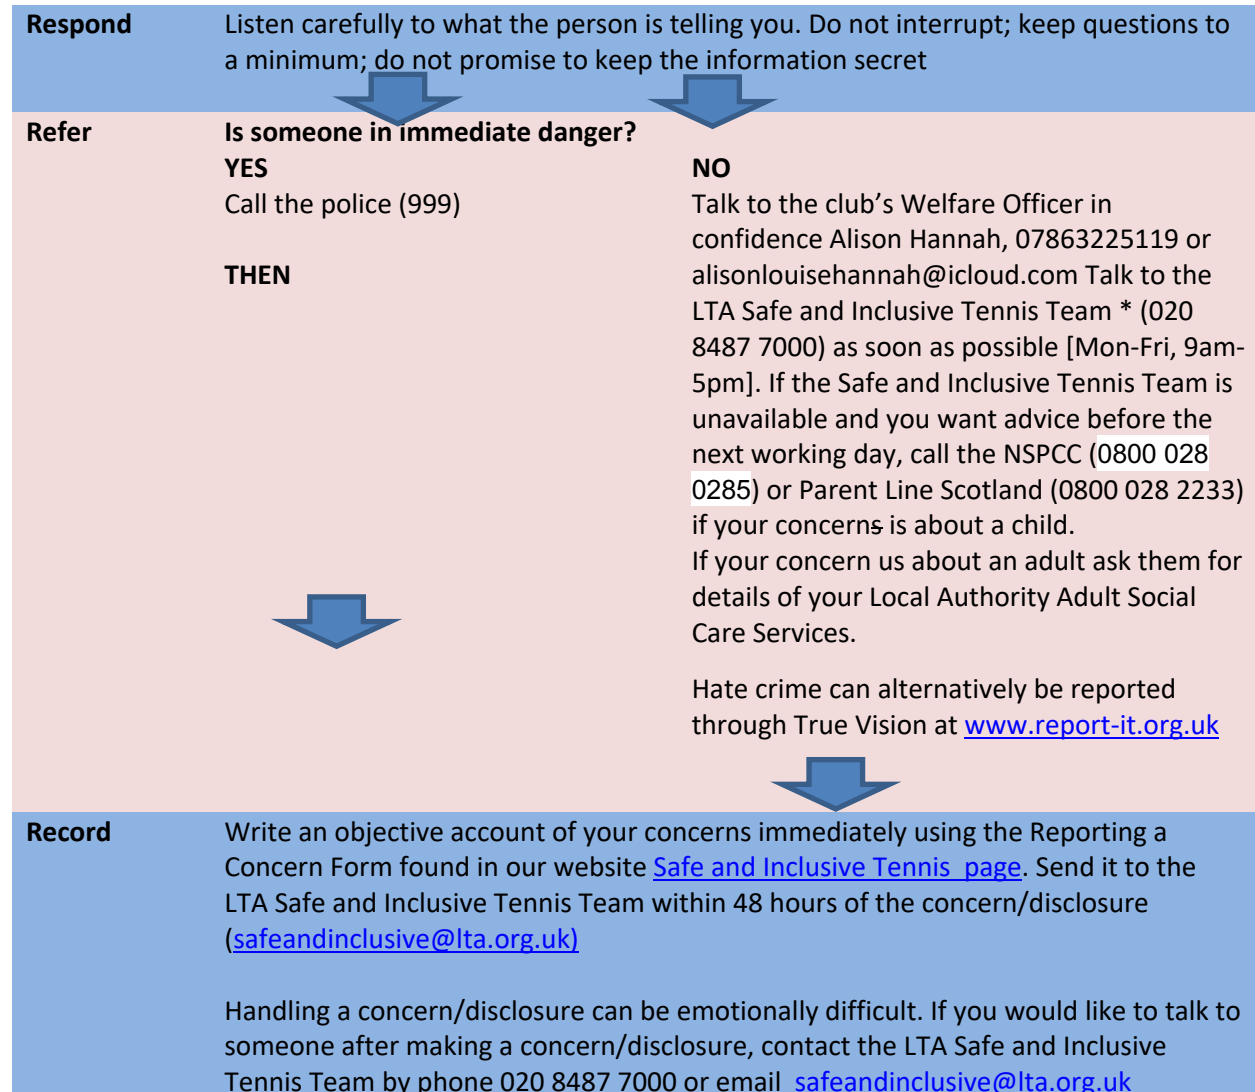 Respond
Listen carefully to what the person is telling you. Do not interrupt; keep questions to
a minimum; do not promise to keep the information secret
Refer
Is someone in immediate danger?
YES
Call the police (999)
THEN
NO
Talk to the club's Welfare Officer in
confidence Alison Hannah, 07863225119 or
alisonlouisehannah@icloud.com Talk to the
LTA Safe and Inclusive Tennis Team * (020
8487 7000) as soon as possible [Mon-Fri, 9am-
5pm]. If the Safe and Inclusive Tennis Team is
unavailable and you want advice before the
next working day, call the NSPCC (0800 028
0285) or Parent Line Scotland (0800 028 2233)
if your concerns is about a child.
If your concern us about an adult ask them for
details of your Local Authority Adult Social
Care Services.
Hate crime can alternatively be reported
through True Vision at www.report-it.org.uk
Record
Write an objective account of your concerns immediately using the Reporting a
Concern Form found in our website Safe and Inclusive Tennis  page. Send it to the
LTA Safe and Inclusive Tennis Team within 48 hours of the concern/disclosure
(safeandinclusive@lta.org.uk)
Handling a concern/disclosure can be emotionally difficult. If you would like to talk to
someone after making a concern/disclosure, contact the LTA Safe and Inclusive
Tennis Team by phone 020 8487 7000 or email  safeandinclusive@lta.org.uk